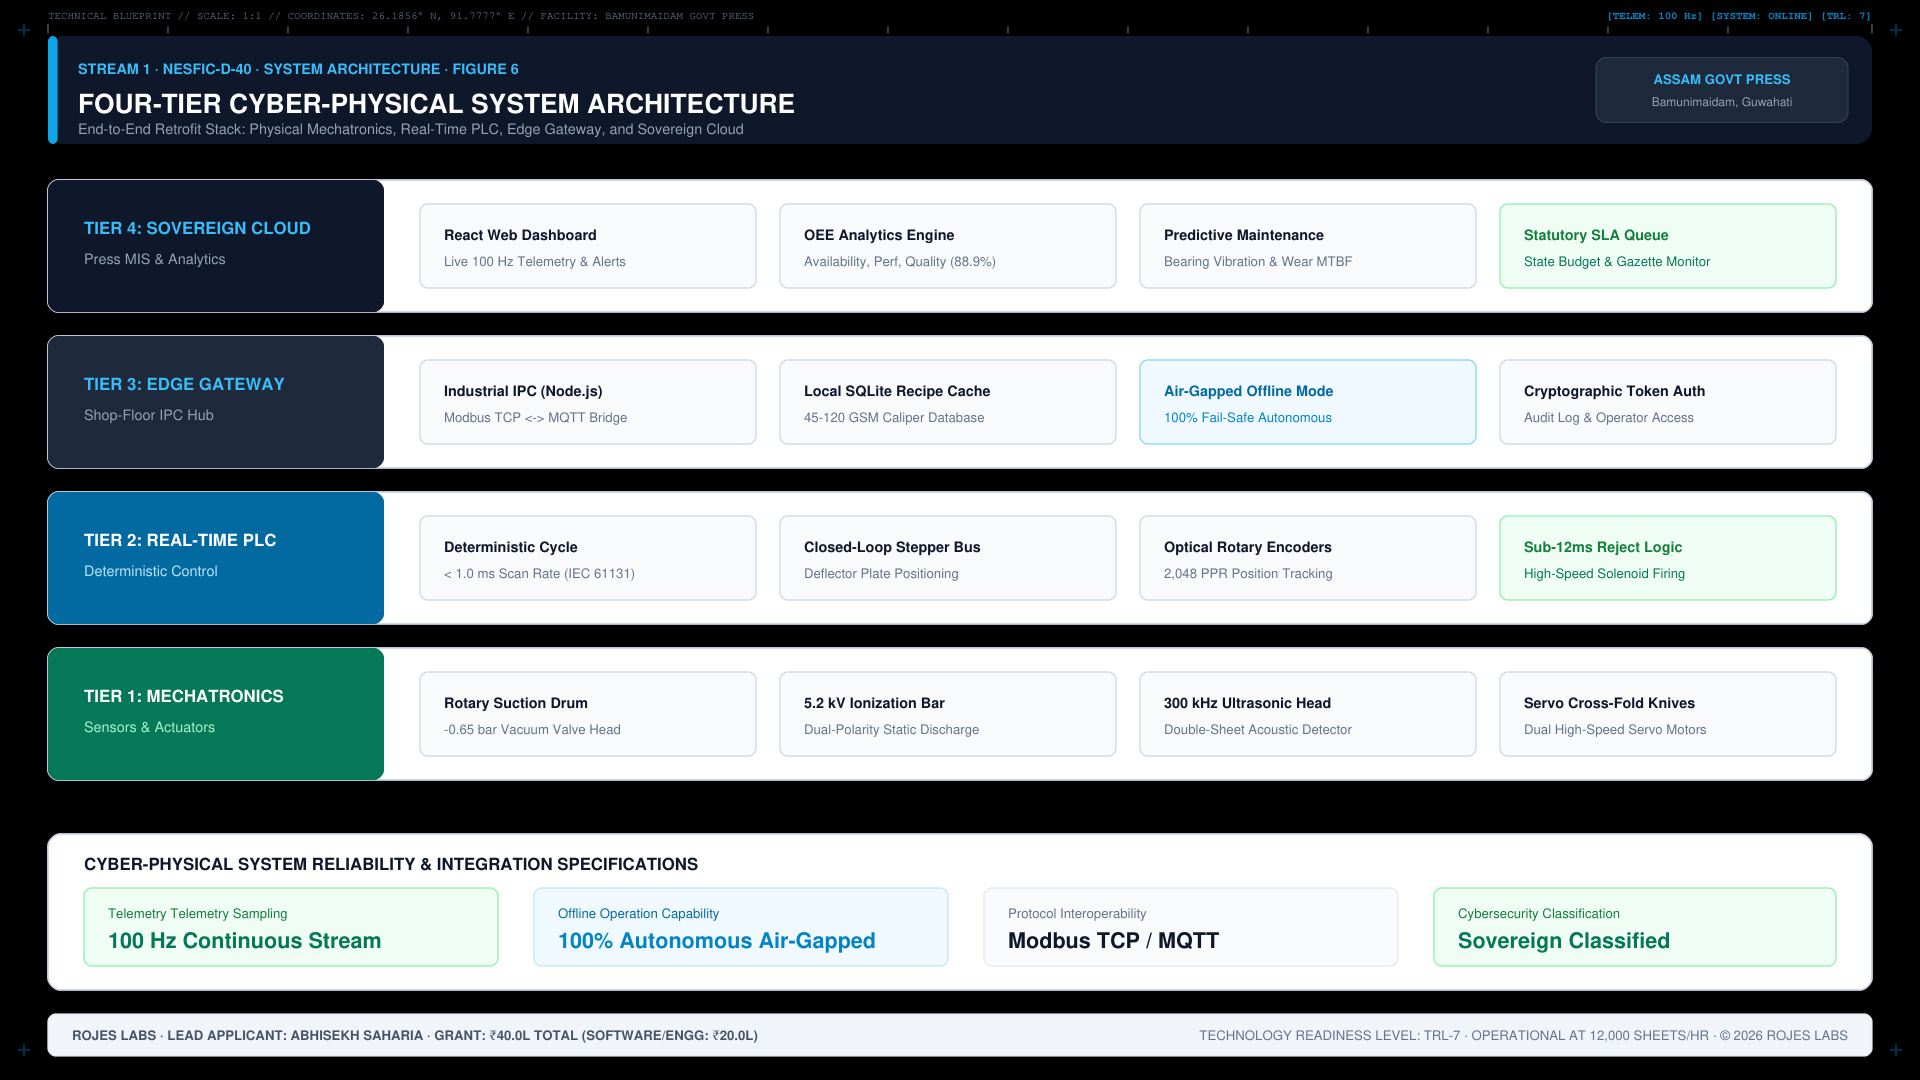 TECHNICAL BLUEPRINT // SCALE: 1:1 // COORDINATES: 26.1856° N, 91.7777° E // FACILITY: BAMUNIMAIDAM GOVT PRESS
[TELEM: 100 Hz] [SYSTEM: ONLINE] [TRL: 7]
STREAM 1 · NESFIC-D-40 · SYSTEM ARCHITECTURE · FIGURE 6
FOUR-TIER CYBER-PHYSICAL SYSTEM ARCHITECTURE
End-to-End Retrofit Stack: Physical Mechatronics, Real-Time PLC, Edge Gateway, and Sovereign Cloud
ASSAM GOVT PRESS
Bamunimaidam, Guwahati
TIER 4: SOVEREIGN CLOUD
Press MIS & Analytics
React Web Dashboard
Live 100 Hz Telemetry & Alerts
OEE Analytics Engine
Availability, Perf, Quality (88.9%)
Predictive Maintenance
Bearing Vibration & Wear MTBF
Statutory SLA Queue
State Budget & Gazette Monitor
TIER 3: EDGE GATEWAY
Shop-Floor IPC Hub
Industrial IPC (Node.js)
Modbus TCP <-> MQTT Bridge
Local SQLite Recipe Cache
45-120 GSM Caliper Database
Air-Gapped Offline Mode
100% Fail-Safe Autonomous
Cryptographic Token Auth
Audit Log & Operator Access
TIER 2: REAL-TIME PLC
Deterministic Control
Deterministic Cycle
< 1.0 ms Scan Rate (IEC 61131)
Closed-Loop Stepper Bus
Deflector Plate Positioning
Optical Rotary Encoders
2,048 PPR Position Tracking
Sub-12ms Reject Logic
High-Speed Solenoid Firing
TIER 1: MECHATRONICS
Sensors & Actuators
Rotary Suction Drum
-0.65 bar Vacuum Valve Head
5.2 kV Ionization Bar
Dual-Polarity Static Discharge
300 kHz Ultrasonic Head
Double-Sheet Acoustic Detector
Servo Cross-Fold Knives
Dual High-Speed Servo Motors
CYBER-PHYSICAL SYSTEM RELIABILITY & INTEGRATION SPECIFICATIONS
Telemetry Telemetry Sampling
100 Hz Continuous Stream
Offline Operation Capability
100% Autonomous Air-Gapped
Protocol Interoperability
Modbus TCP / MQTT
Cybersecurity Classification
Sovereign Classified
ROJES LABS · LEAD APPLICANT: ABHISEKH SAHARIA · GRANT: ₹40.0L TOTAL (SOFTWARE/ENGG: ₹20.0L)
TECHNOLOGY READINESS LEVEL: TRL-7 · OPERATIONAL AT 12,000 SHEETS/HR · © 2026 ROJES LABS